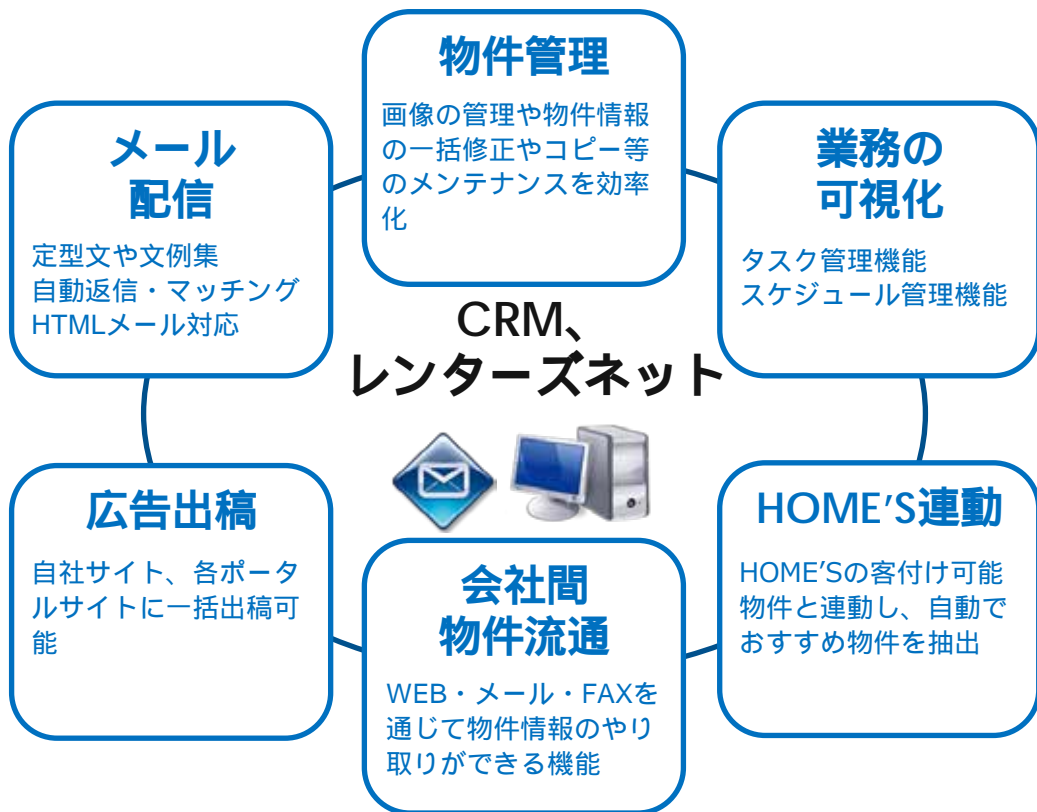 物件管理
画像の管理や物件情報
の一括修正やコピー等
のメンテナンスを効率
化
メール
配信
定型文や文例集
自動返信・マッチング
HTMLメール対応
業務の
可視化
タスク管理機能
スケジュール管理機能
CRM、
レンターズネット
広告出稿
自社サイト、各ポータ
ルサイトに一括出稿可
能
会社間
物件流通
WEB・メール・FAXを
通じて物件情報のやり
取りができる機能
HOME'S連動
HOME'Sの客付け可能
物件と連動し、自動で
おすすめ物件を抽出